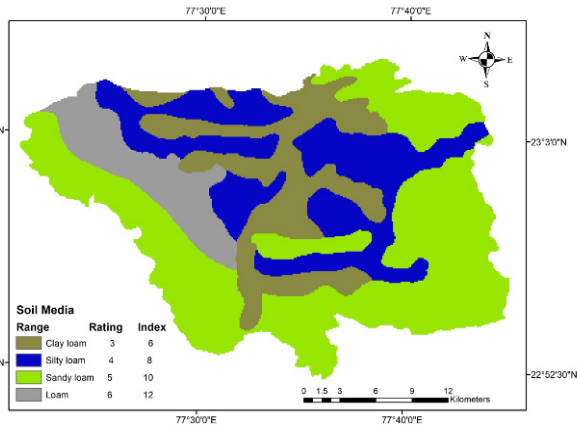 77°30'0"E 77°40'0"E
N
W E
S
N 23°3'0"N
Soil Media
Range Rating Index
Clay loam 3 6
Silty loam 4 8
Sandy loam 5 10
Loam 6 12
0 1.5 3 6 9 12
Kilometers
N 22°52'30"N
77°30'0"E 77°40'0"E